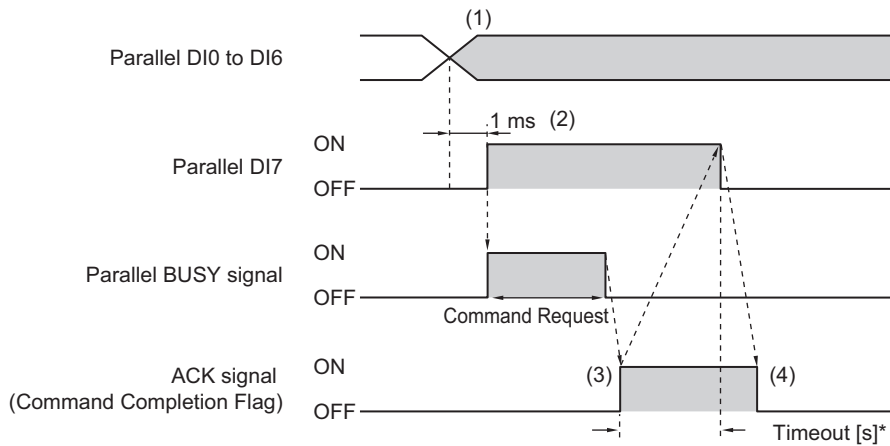 (1)
Parallel DI0 to DI6
1 ms (2)
ON
Parallel DI7
OFF
ON
Parallel BUSY signal
OFF
Command Request
ON
ACK signal
(3)
(4)
(Command Completion Flag)
OFF
Timeout [s]*